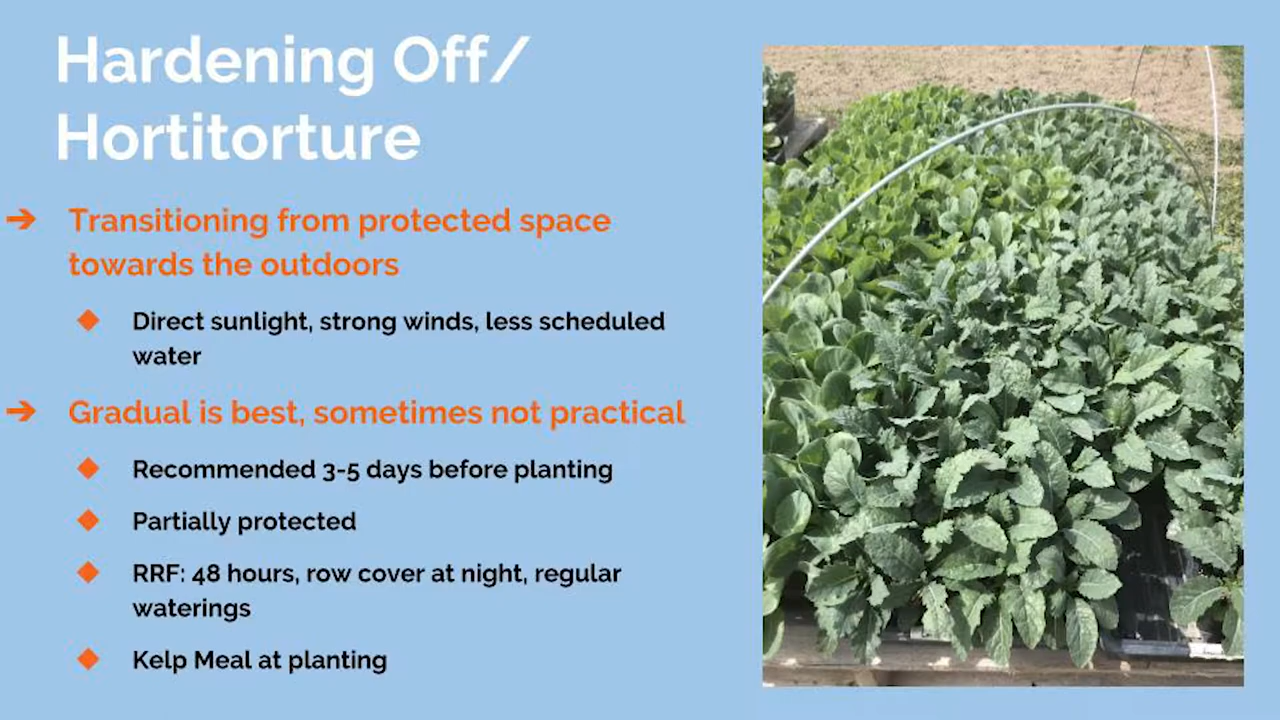 Hardening Off/
Hortitorture
➔ Transitioning from protected space
towards the outdoors
◆ Direct sunlight, strong winds, less scheduled
water
➔ Gradual is best, sometimes not practical
◆ Recommended 3-5 days before planting
◆ Partially protected
◆ RRF: 48 hours, row cover at night, regular
waterings
◆ Kelp Meal at planting